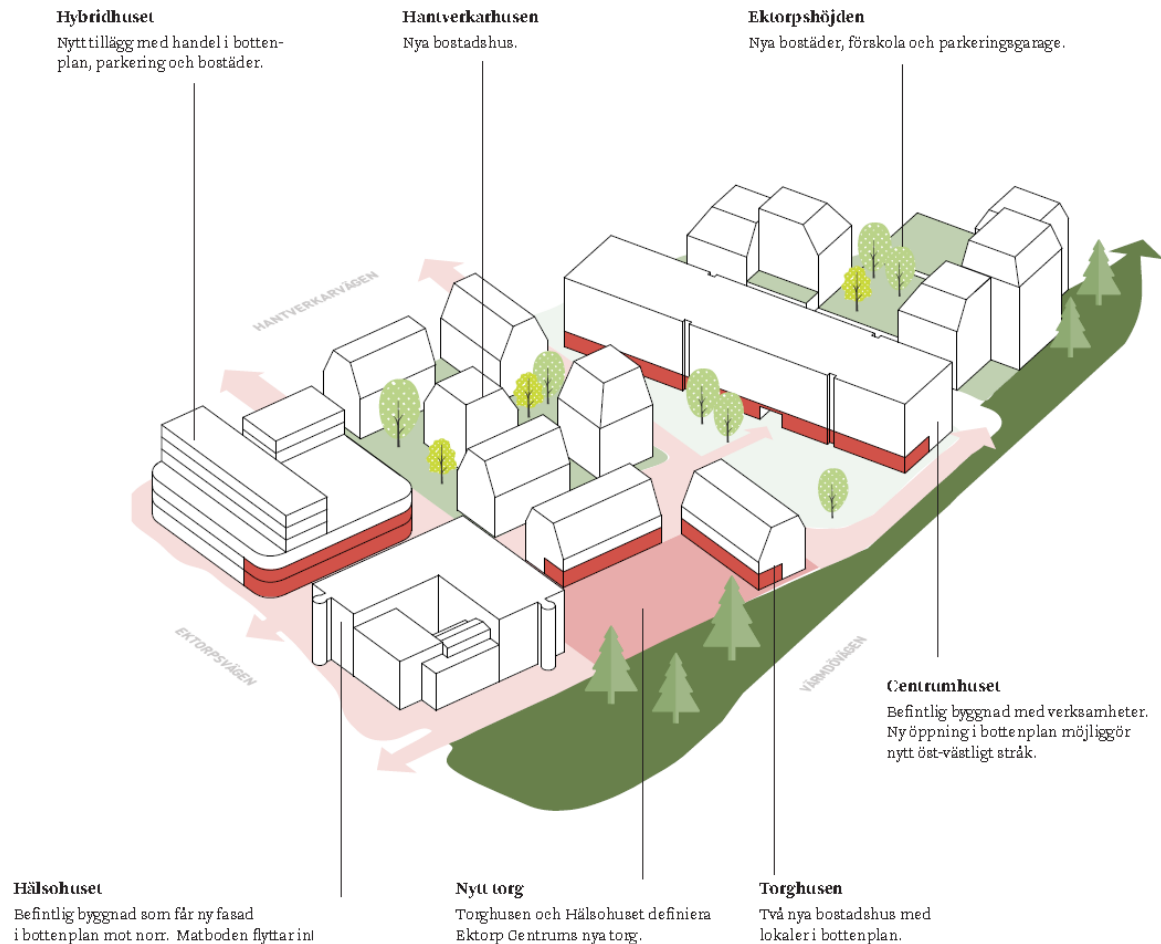 Hybridhuset
Nytt tillägg med handel i botten-
plan, parkering och bostäder.
Hantverkarhusen
Nya bostadshus.
Ektorpshöjden
Nya bostäder, förskola och parkeringsgarage.
HANTVERKARVÄGEN
EKTORPSVÄGEN
VÄRMDÖVÄGEN
Centrumhuset
Befintlig byggnad med verksamheter.
Ny öppning i bottenplan möjliggör
nytt öst-västligt stråk.
Hälsohuset
Befintlig byggnad som får ny fasad
i bottenplan mot norr. Matboden flyttar in!
Nytt torg
Torghusen och Hälsohuset definiera
Ektorp Centrums nya torg.
Torghusen
Två nya bostadshus med
lokaler i bottenplan.